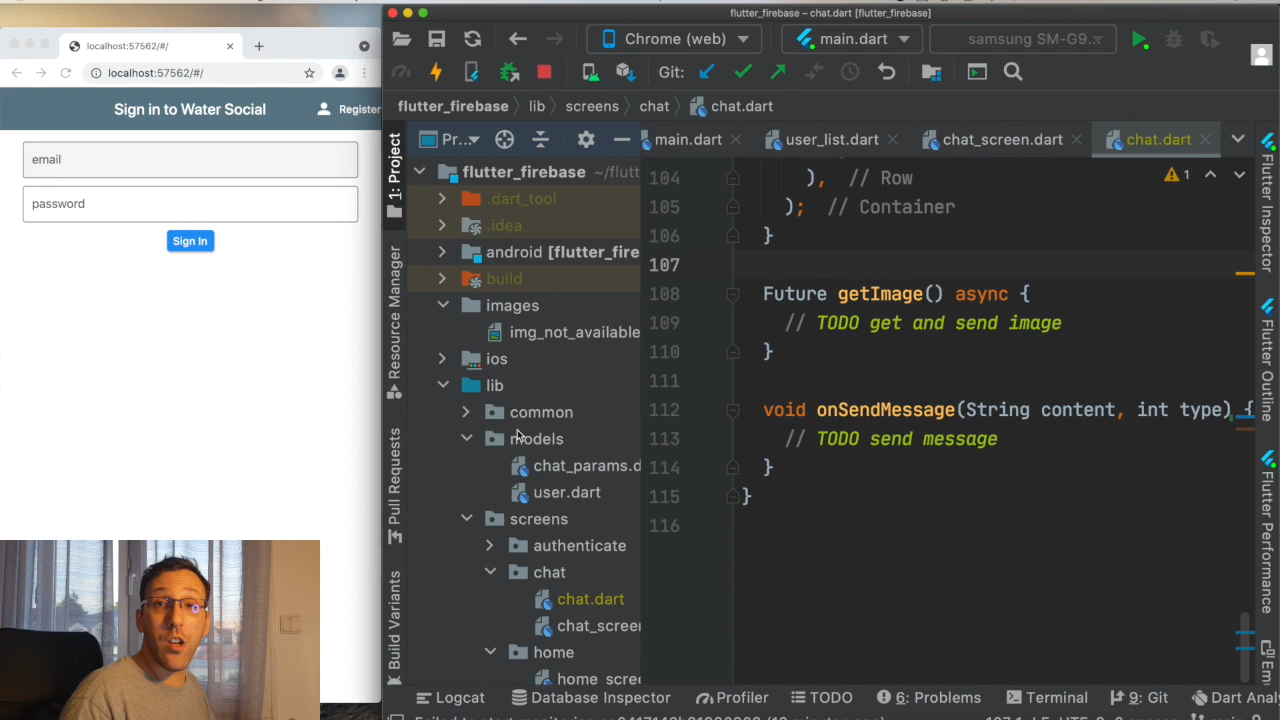 flutter_firebase – chat.dart [flutter_firebase]
localhost:57562/#/
localhost:57562/#/
Sign in to Water Social
Register
email
password
Sign In
Chrome (web)
main.dart
samsung SM-G9...
Git:
flutter_firebase
lib
screens
chat
chat.dart
1: Project
Resource Manager
Pull Requests
Build Variants
Pr...
main.dart
user_list.dart
chat_screen.dart
chat.dart
flutter_firebase ~/flutt
.dart_tool
.idea
android [flutter_fire
build
images
img_not_available
ios
lib
common
models
chat_params.d
user.dart
screens
authenticate
chat
chat.dart
chat_scree
home
home_scre
1
104 ), // Row
105 ); // Container
106 }
107
108 Future getImage() async {
109 // TODO get and send image
110 }
111
112 void onSendMessage(String content, int type) {
113 // TODO send message
114 }
115 }
116
Flutter Inspector
Flutter Outline
Flutter Performance
Em
Logcat
Database Inspector
Profiler
TODO
6: Problems
Terminal
9: Git
Dart Anal